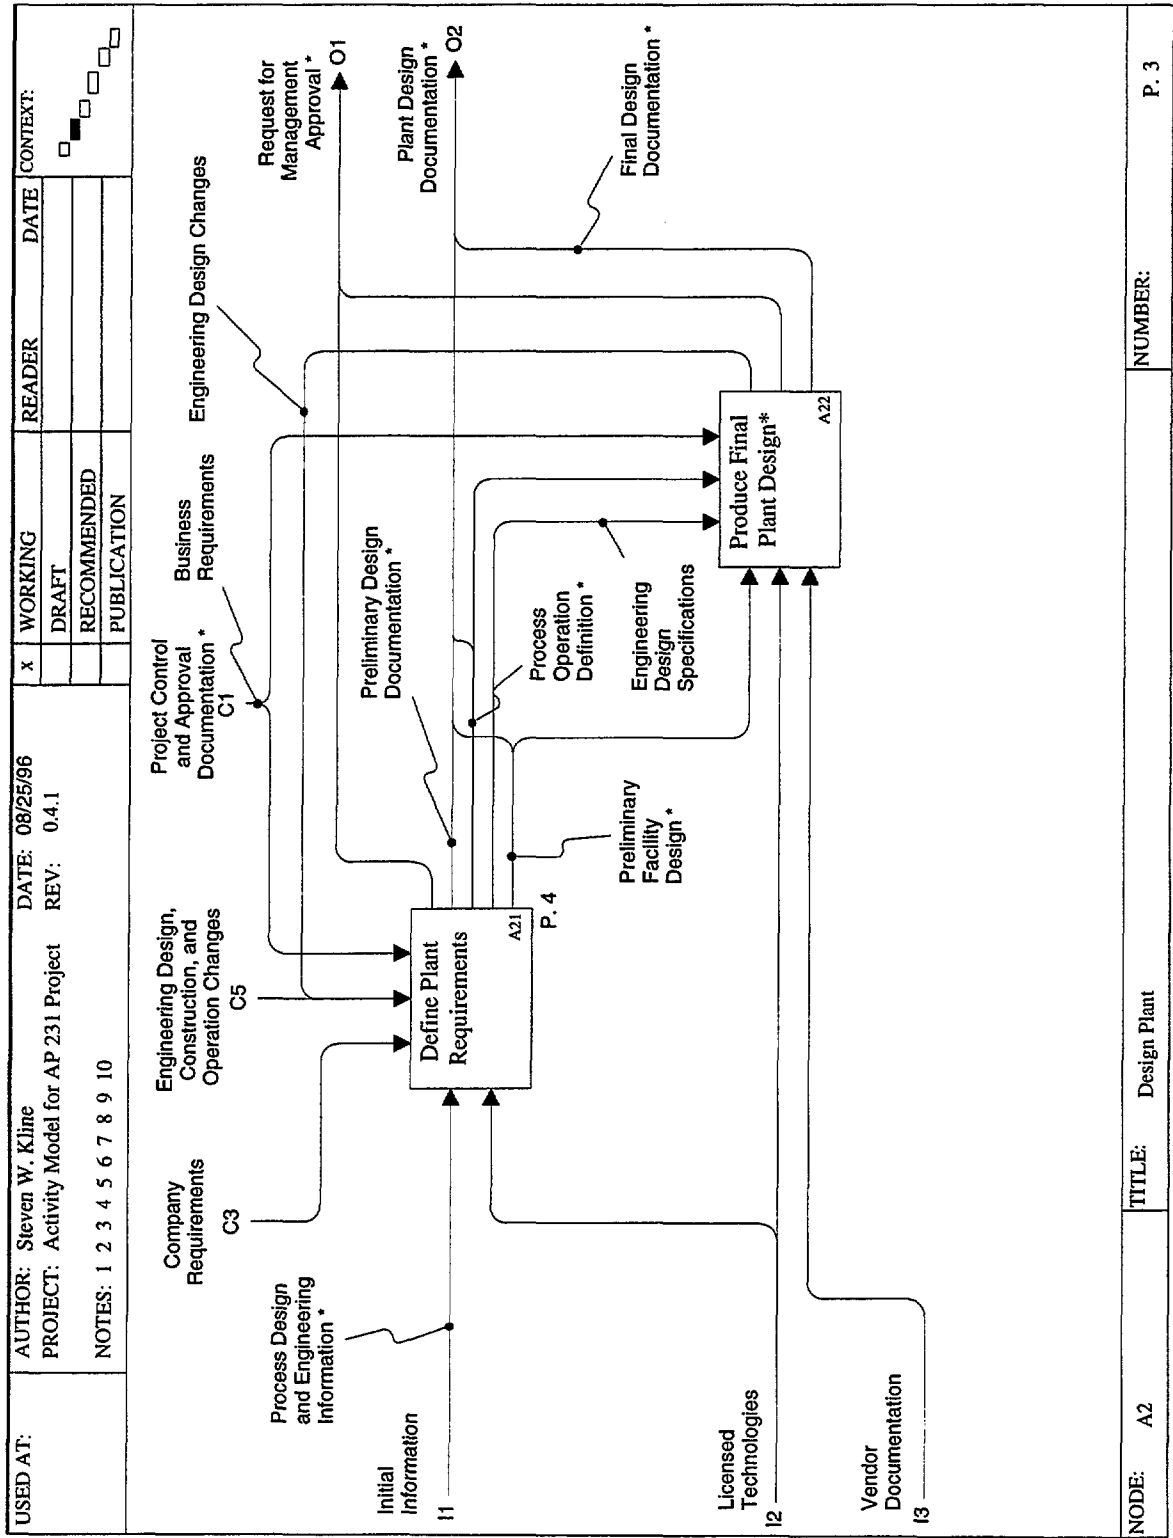 USED AT:
AUTHOR: Steven W. Kline
DATE: 08/25/96
PROJECT: Activity Model for AP 231 Project
REV: 0.4.1
NOTES: 1 2 3 4 5 6 7 8 9 10
x WORKING
DRAFT
RECOMMENDED
PUBLICATION
READER
DATE
CONTEXT:
Company
Requirements
C3
Engineering Design,
Construction, and
Operation Changes
C5
Project Control
and Approval
Documentation *
C1
Business
Requirements
Engineering Design Changes
Request for
Management
Approval *
O1
Process Design
and Engineering
Information *
Initial
Information
I1
Define Plant
Requirements
A21
P. 4
Preliminary Design
Documentation *
Plant Design
Documentation *
O2
Process
Operation
Definition *
Engineering
Design
Specifications
Preliminary
Facility
Design *
Final Design
Documentation *
Produce Final
Plant Design*
A22
Licensed
Technologies
I2
Vendor
Documentation
I3
NODE: A2
TITLE: Design Plant
NUMBER:
P. 3